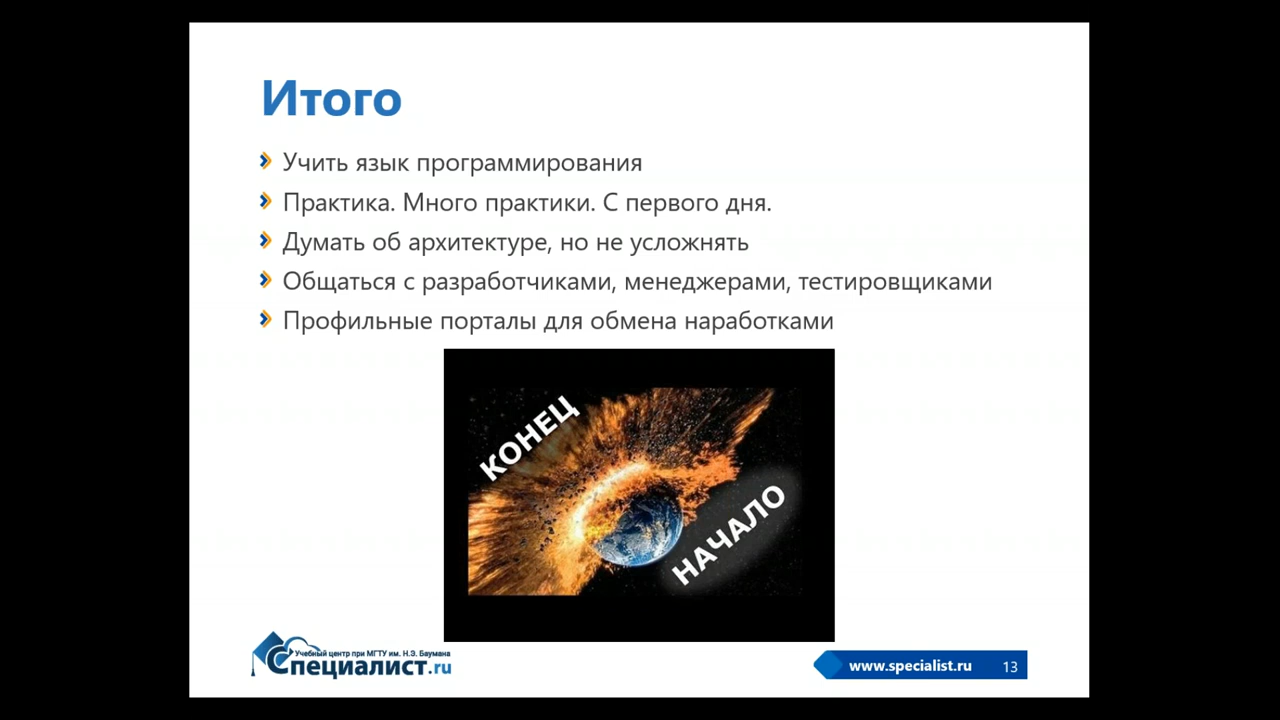 Итого
Учить язык программирования
Практика. Много практики. С первого дня.
Думать об архитектуре, но не усложнять
Общаться с разработчиками, менеджерами, тестировщиками
Профильные порталы для обмена наработками
КОНЕЦ
НАЧАЛО
Учебный центр при МГТУ им. Н.Э. Баумана
Специалист.ru
www.specialist.ru 13